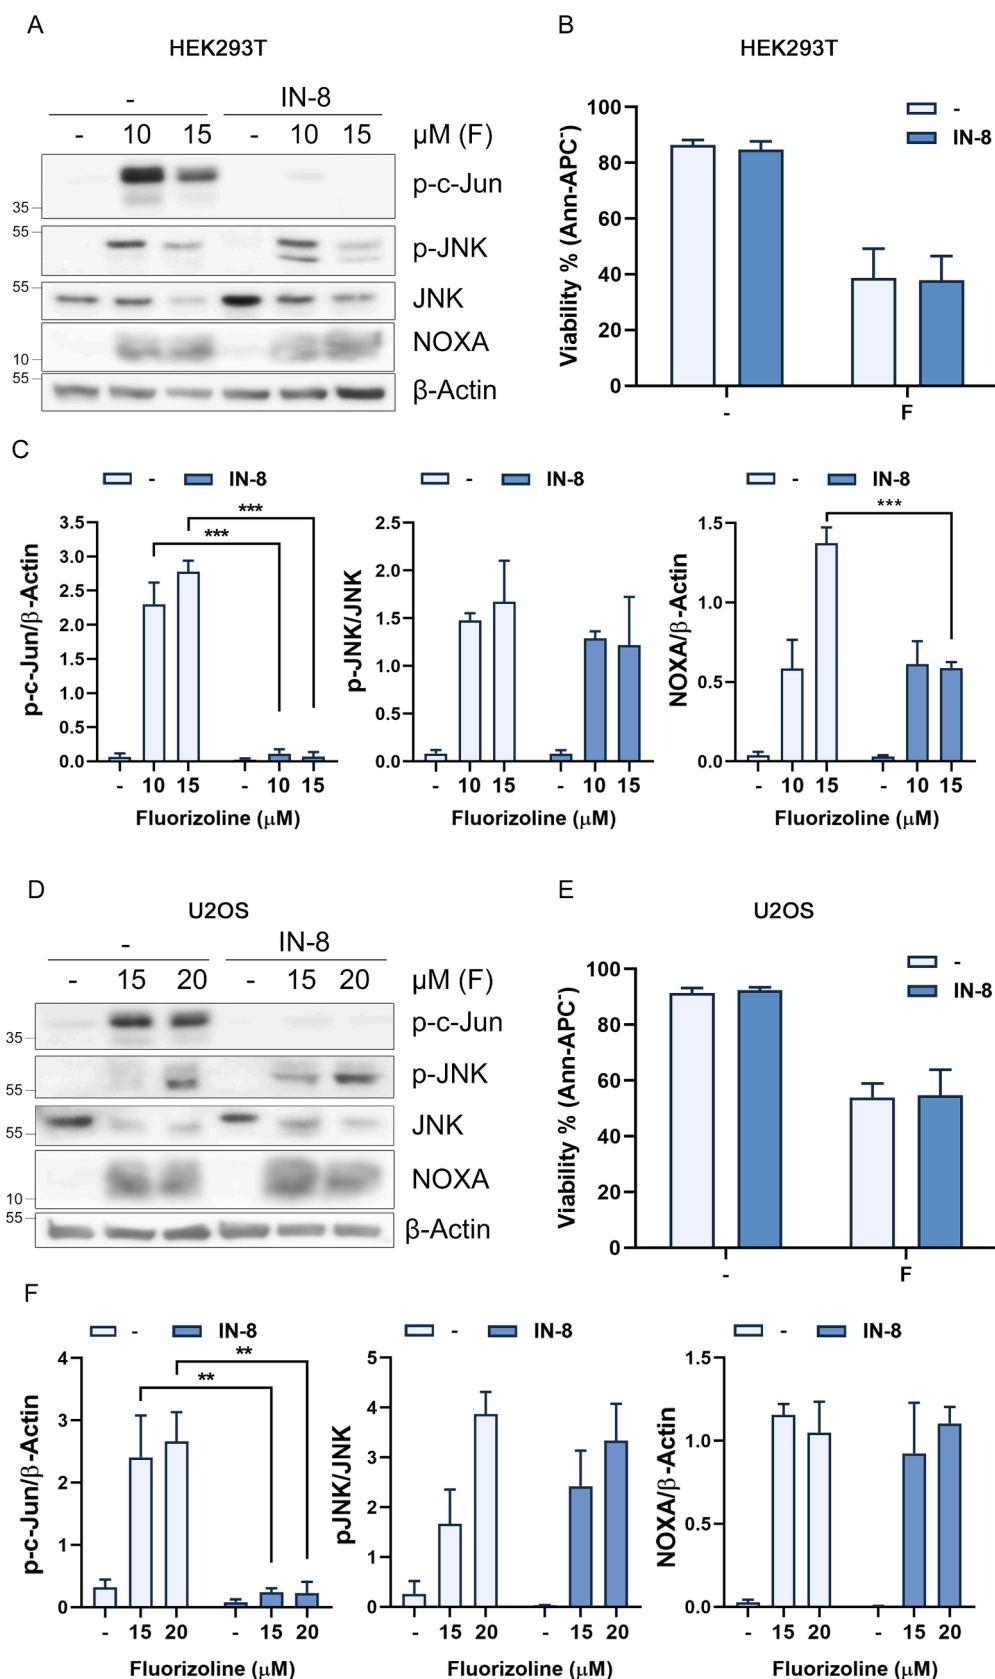 A
HEK293T
- IN-8
- 10 15 - 10 15 µM (F)
p-c-Jun
35
55
p-JNK
55
JNK
NOXA
10
55
β-Actin
B
HEK293T
-
IN-8
Viability % (Ann-APC⁻)
100
80
60
40
20
0
- F
C
- IN-8
p-c-Jun/β-Actin
3.5
3.0
2.5
2.0
1.5
1.0
0.5
0.0
***
***
- 10 15 - 10 15
Fluorizoline (µM)
- IN-8
p-JNK/JNK
2.5
2.0
1.5
1.0
0.5
0.0
- 10 15 - 10 15
Fluorizoline (µM)
- IN-8
NOXA/β-Actin
1.5
1.0
0.5
0.0
***
- 10 15 - 10 15
Fluorizoline (µM)
D
U2OS
- IN-8
- 15 20 - 15 20 µM (F)
p-c-Jun
35
p-JNK
55
JNK
55
NOXA
10
55
β-Actin
E
U2OS
-
IN-8
Viability % (Ann-APC⁻)
100
80
60
40
20
0
- F
F
- IN-8
p-c-Jun/β-Actin
4
3
2
1
0
**
**
- 15 20 - 15 20
Fluorizoline (µM)
- IN-8
pJNK/JNK
5
4
3
2
1
0
- 15 20 - 15 20
Fluorizoline (µM)
- IN-8
NOXA/β-Actin
1.5
1.0
0.5
0.0
- 15 20 - 15 20
Fluorizoline (µM)